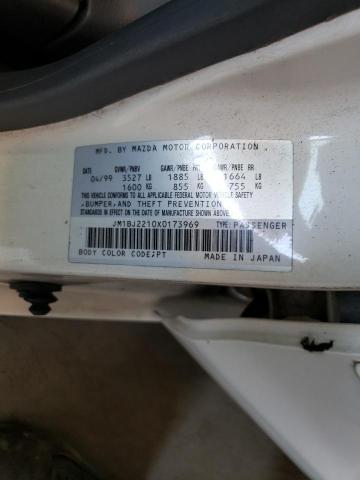 MFD. BY MAZDA MOTOR CORPORATION.
DATE GVWR/PNBV GAWR/PNBE FR. GAWR/PNBE RR.
04/99 3527 LB 1885 LB 1664 LB
1600 KG 855 KG 755 KG
THIS VEHICLE CONFORMS TO ALL APPLICABLE FEDERAL MOTOR VEHICLE SAFETY
,BUMPER,AND THEFT PREVENTION
STANDARDS IN EFFECT ON THE DATE OF MANUFACTURE SHOWN ABOVE.
JM1BJ2210X0173969 TYPE:PASSENGER
BODY COLOR CODE:PT MADE IN JAPAN